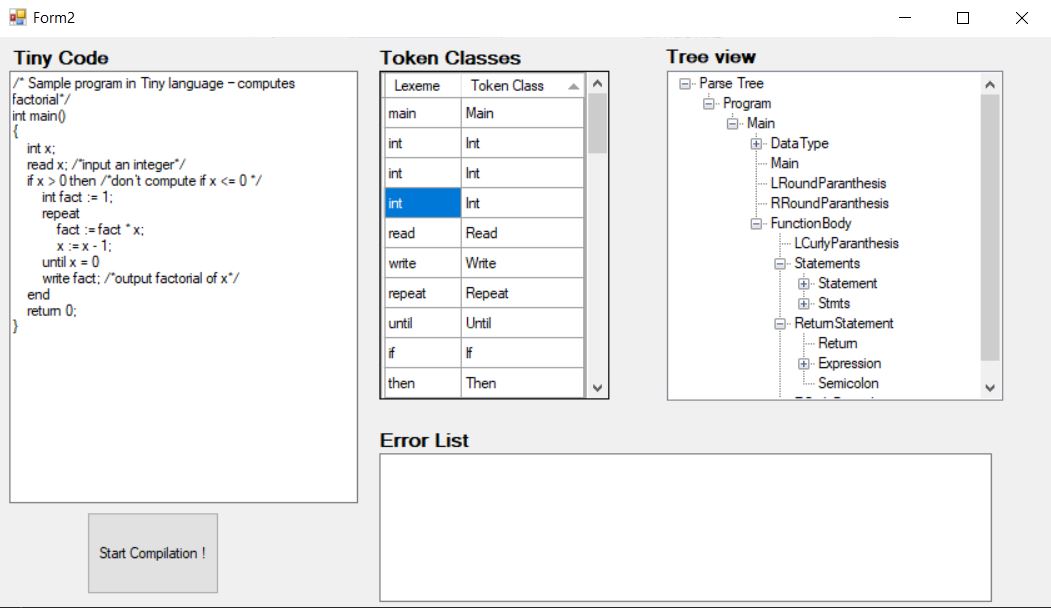 Form2
Tiny Code
/* Sample program in Tiny language – computes
factorial*/
int main()
{
int x;
read x; /*input an integer*/
if x > 0 then /*don't compute if x <= 0 */
int fact := 1;
repeat
fact := fact * x;
x := x - 1;
until x = 0
write fact; /*output factorial of x*/
end
return 0;
}
Start Compilation !
Token Classes
Lexeme Token Class
main Main
int Int
int Int
int Int
read Read
write Write
repeat Repeat
until Until
if If
then Then
Tree view
Parse Tree
Program
Main
DataType
Main
LRoundParanthesis
RRoundParanthesis
FunctionBody
LCurlyParanthesis
Statements
Statement
Stmts
ReturnStatement
Return
Expression
Semicolon
Error List